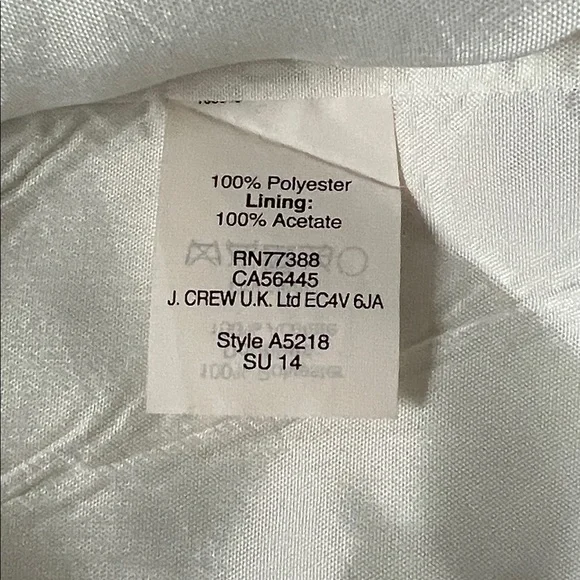 100% Polyester
Lining:
100% Acetate
RN77388
CA56445
J. CREW U.K. Ltd EC4V 6JA
Style A5218
SU 14